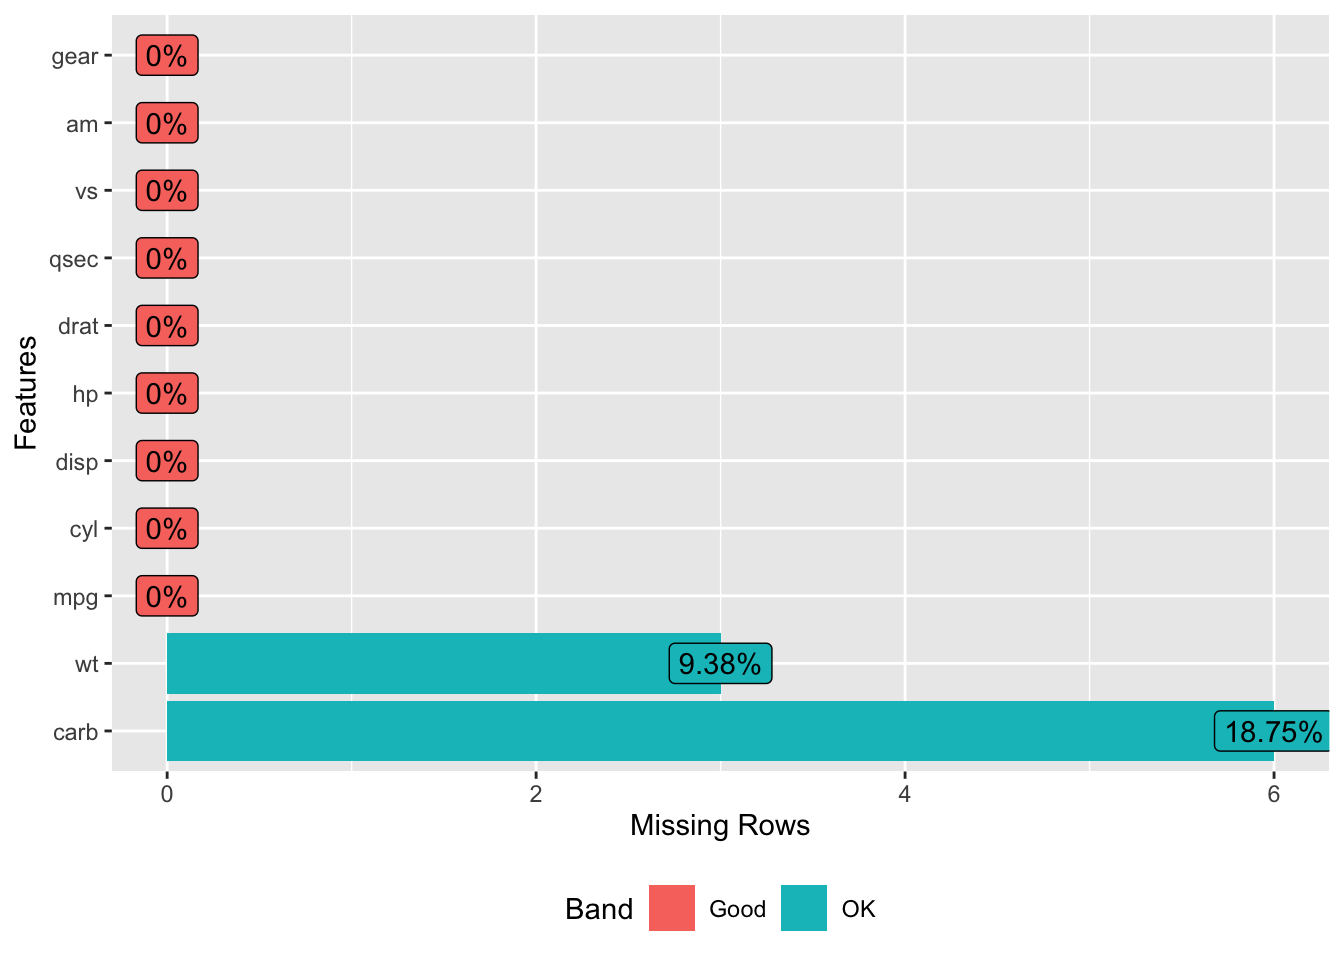 Features
gear 0%
am 0%
vs 0%
qsec 0%
drat 0%
hp 0%
disp 0%
cyl 0%
mpg 0%
wt 9.38%
carb 18.75%
0 2 4 6
Missing Rows
Band Good OK